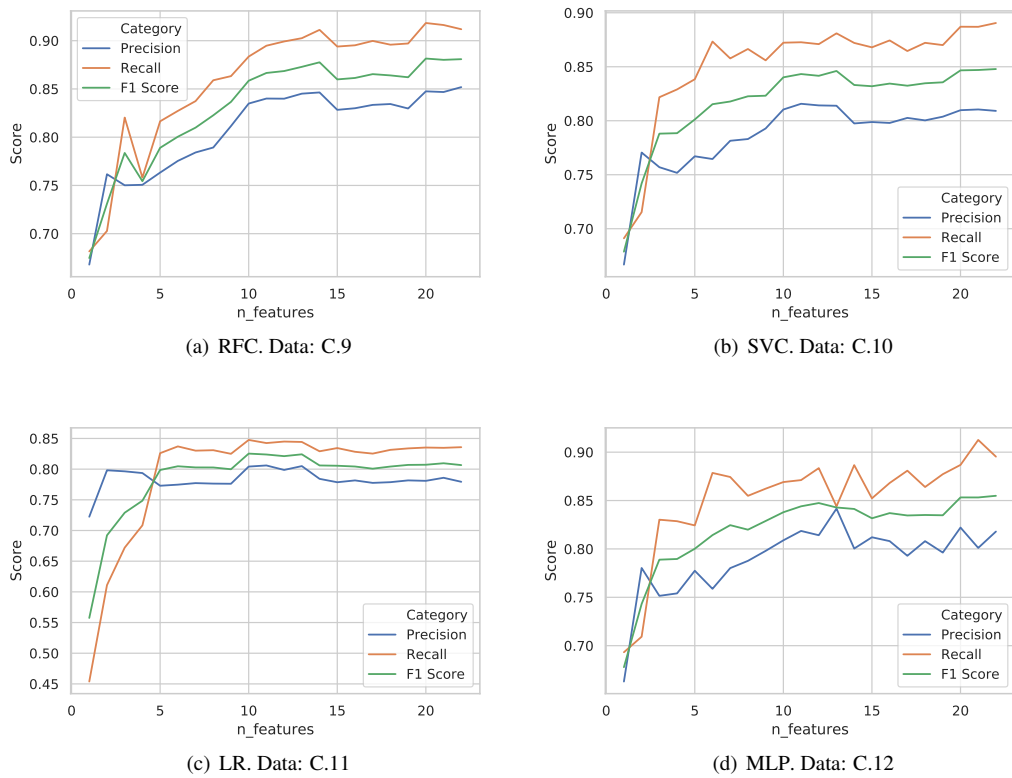 Category
Precision
Recall
F1 Score
Score
0.90
0.85
0.80
0.75
0.70
0 5 10 15 20
n_features
(a) RFC. Data: C.9
Category
Precision
Recall
F1 Score
Score
0.90
0.85
0.80
0.75
0.70
0 5 10 15 20
n_features
(b) SVC. Data: C.10
Category
Precision
Recall
F1 Score
Score
0.85
0.80
0.75
0.70
0.65
0.60
0.55
0.50
0.45
0 5 10 15 20
n_features
(c) LR. Data: C.11
Category
Precision
Recall
F1 Score
Score
0.90
0.85
0.80
0.75
0.70
0 5 10 15 20
n_features
(d) MLP. Data: C.12